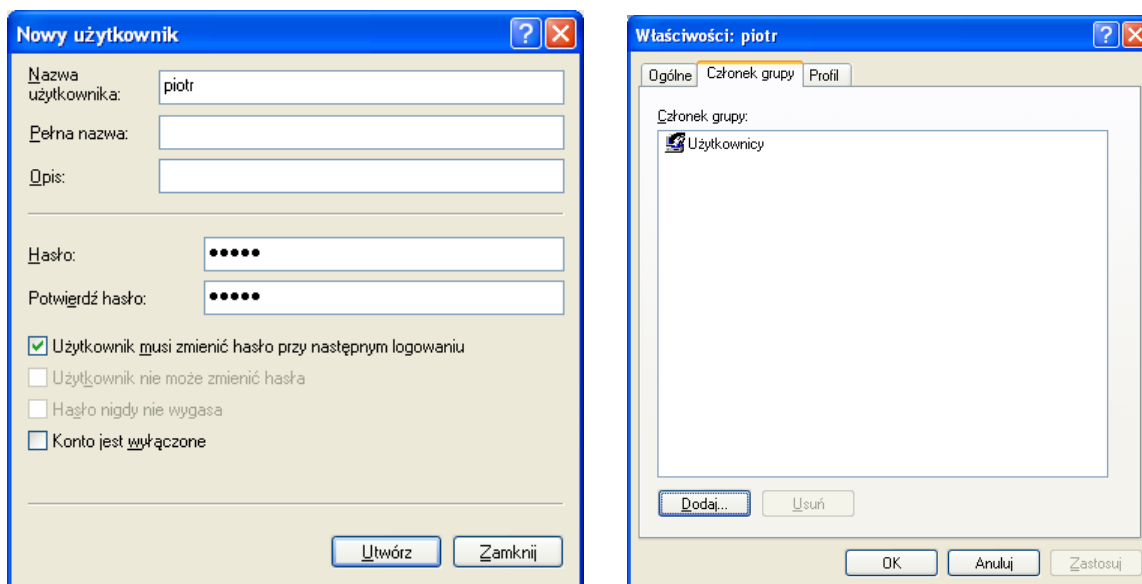 Nowy użytkownik
Nazwa
użytkownika:
piotr
Pełna nazwa:
Opis:
Hasło:
•••••
Potwierdź hasło:
•••••
Użytkownik musi zmienić hasło przy następnym logowaniu
Użytkownik nie może zmienić hasła
Hasło nigdy nie wygasa
Konto jest wyłączone
Utwórz Zamknij
Właściwości: piotr
Ogólne Członek grupy Profil
Członek grupy:
Użytkownicy
Dodaj... Usuń
OK Anuluj Zastosuj